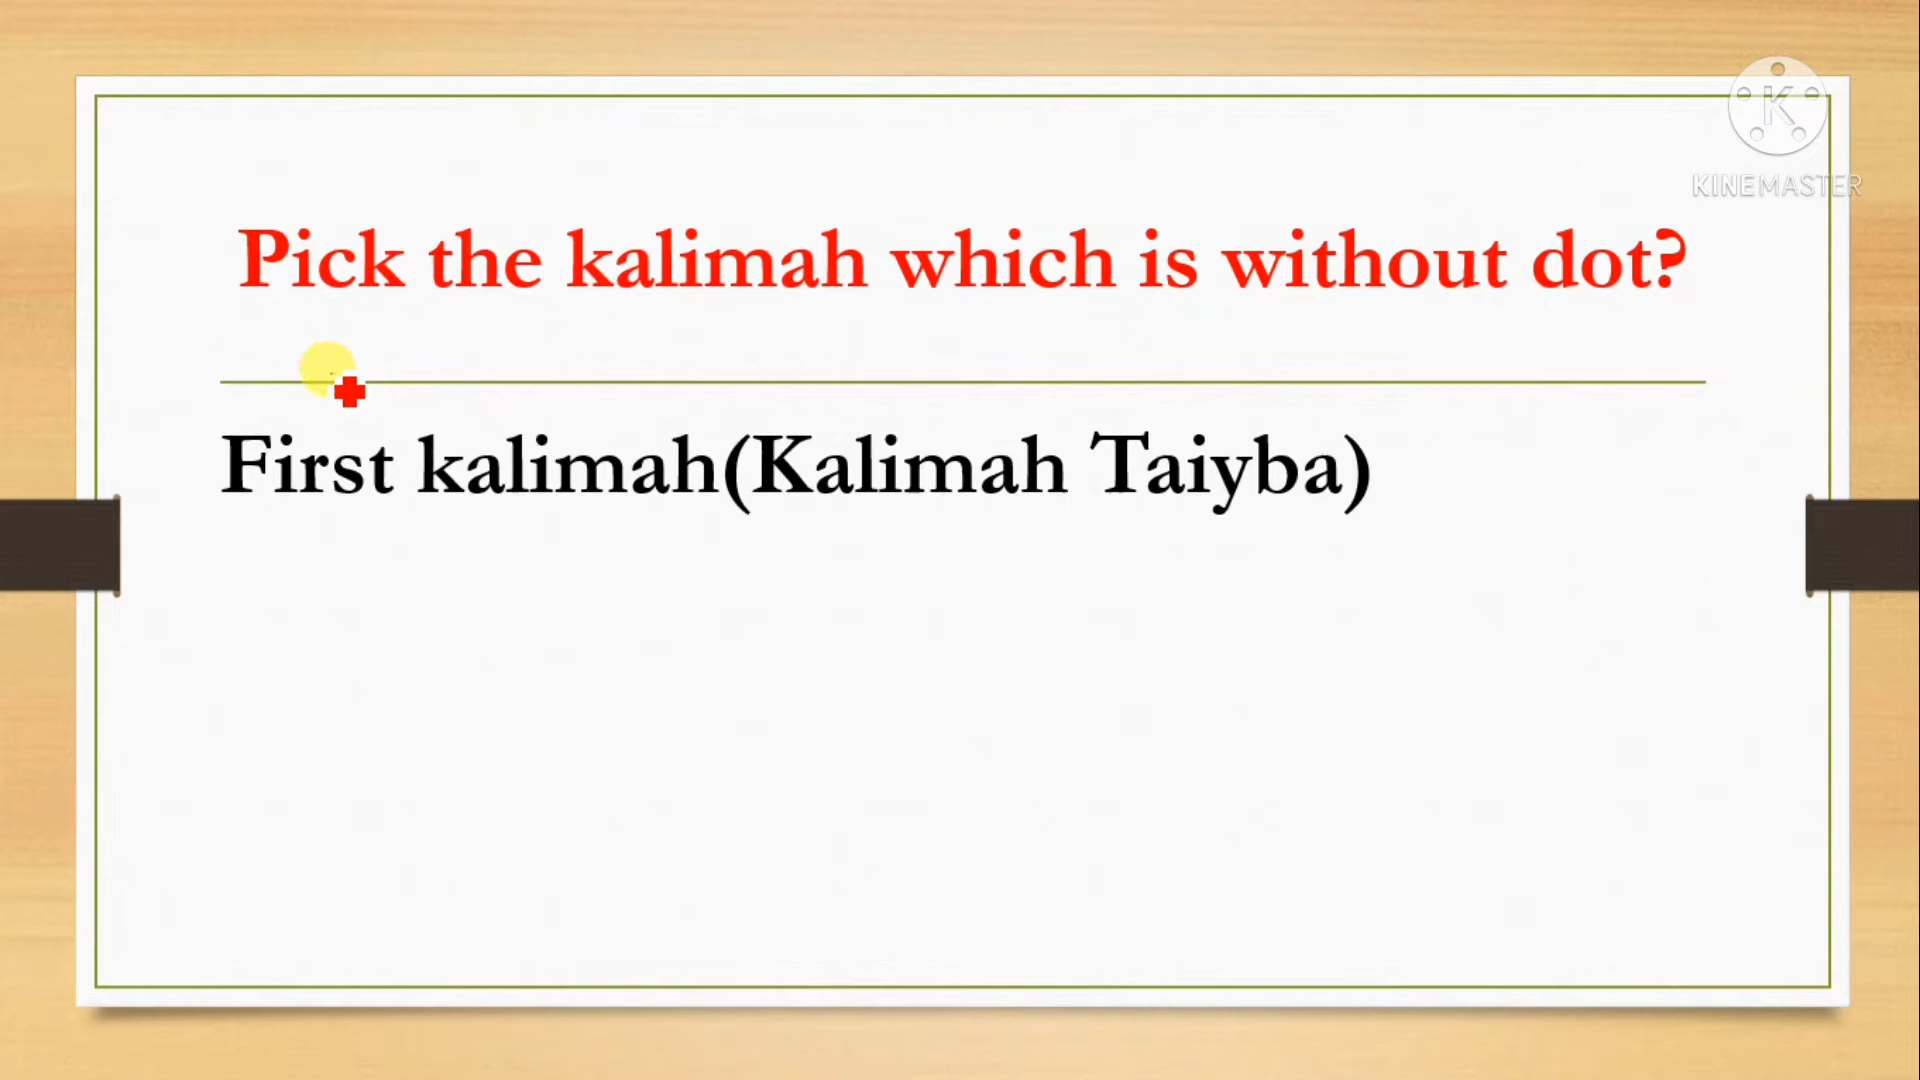 K
KINEMASTER
Pick the kalimah which is without dot?
First kalimah(Kalimah Taiyba)